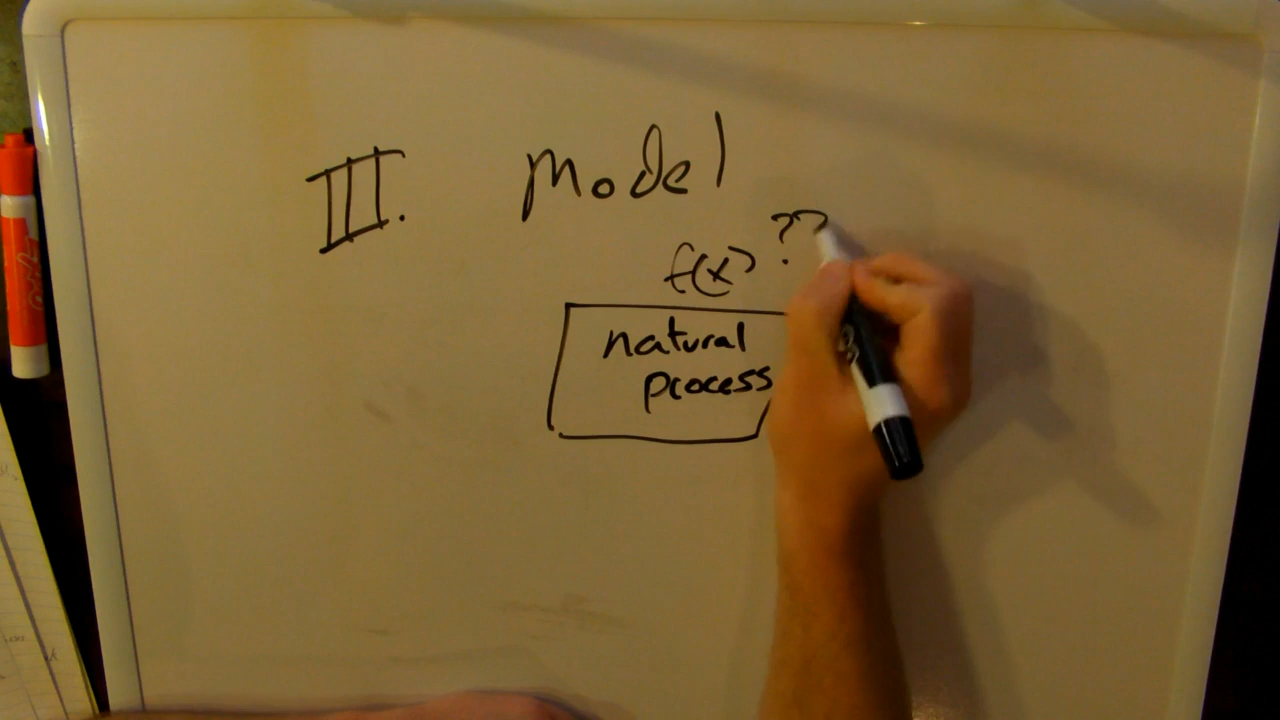 III. Model
f(x) ??
natural
process